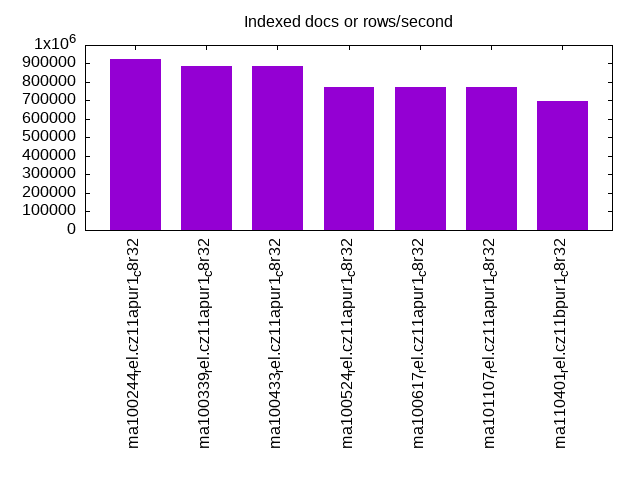 Indexed docs or rows/second
1x10^6
900000
800000
700000
600000
500000
400000
300000
200000
100000
0
ma100244_rel.cz11apur1_c8r32
ma100339_rel.cz11apur1_c8r32
ma100433_rel.cz11apur1_c8r32
ma100524_rel.cz11apur1_c8r32
ma100617_rel.cz11apur1_c8r32
ma101107_rel.cz11apur1_c8r32
ma110401_rel.cz11bpur1_c8r32